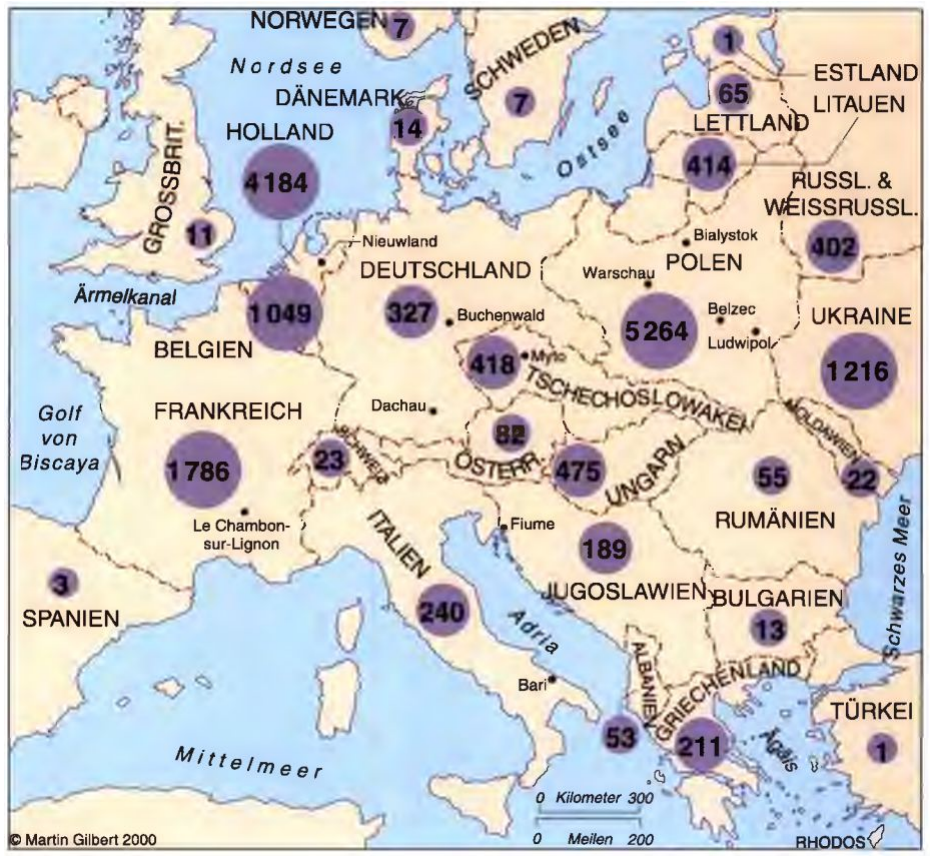 NORWEGEN
7
Nordsee
SCHWEDEN
7
1
ESTLAND
65
LITAUEN
LETTLAND
DÄNEMARK
14
HOLLAND
4184
Ostsee
414
RUSSL. &
WEISSRUSSL.
402
GROSSBRIT.
11
Nieuwland
Bialystok
DEUTSCHLAND
POLEN
Warschau
Ärmelkanal
1049
327
Buchenwald
5264
Belzec
Ludwipol
UKRAINE
1216
BELGIEN
418
Myto
TSCHECHOSLOWAKEI
Golf
von
Biscaya
FRANKREICH
Dachau
82
MOLDAWIEN
1786
23
SCHWEIZ
ÖSTERR.
475
UNGARN
55
22
Le Chambon-
sur-Lignon
Fiume
RUMÄNIEN
ITALIEN
189
Schwarzes Meer
3
SPANIEN
JUGOSLAWIEN
BULGARIEN
240
13
Adria
ALBANIEN
GRIECHENLAND
Bari
TÜRKEI
53
211
Ägäis
1
Mittelmeer
0 Kilometer 300
0 Meilen 200
© Martin Gilbert 2000
RHODOS